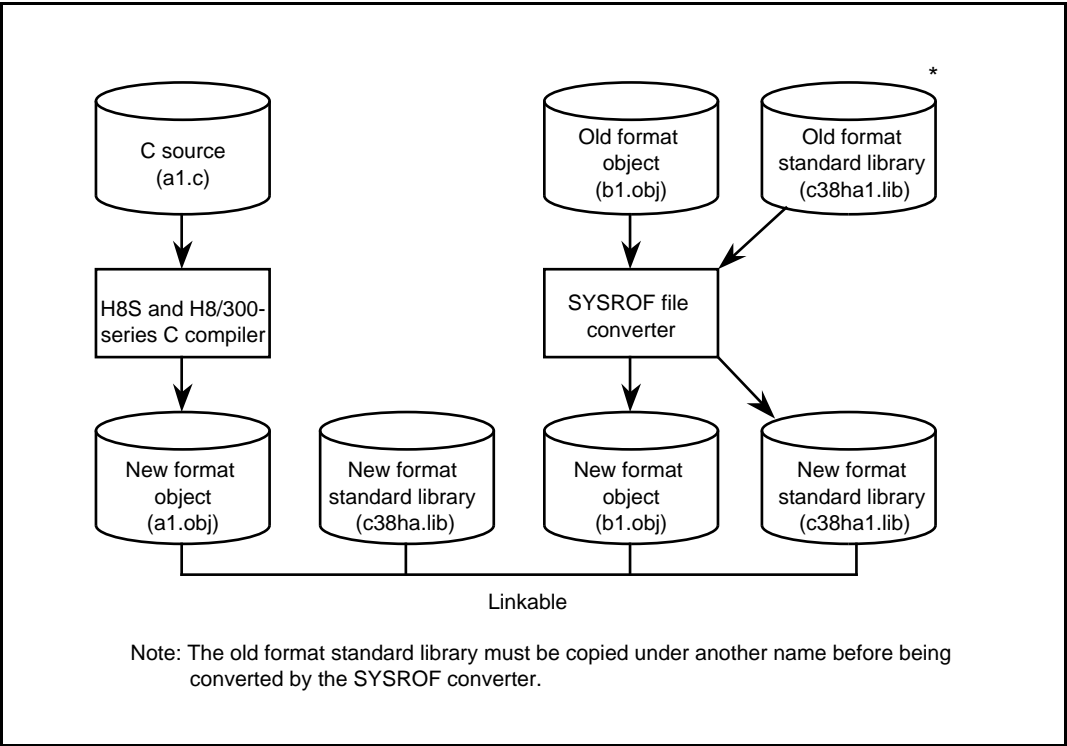 *
C source
(a1.c)
Old format
object
(b1.obj)
Old format
standard library
(c38ha1.lib)
H8S and H8/300-
series C compiler
SYSROF file
converter
New format
object
(a1.obj)
New format
standard library
(c38ha.lib)
New format
object
(b1.obj)
New format
standard library
(c38ha1.lib)
Linkable
Note: The old format standard library must be copied under another name before being
converted by the SYSROF converter.